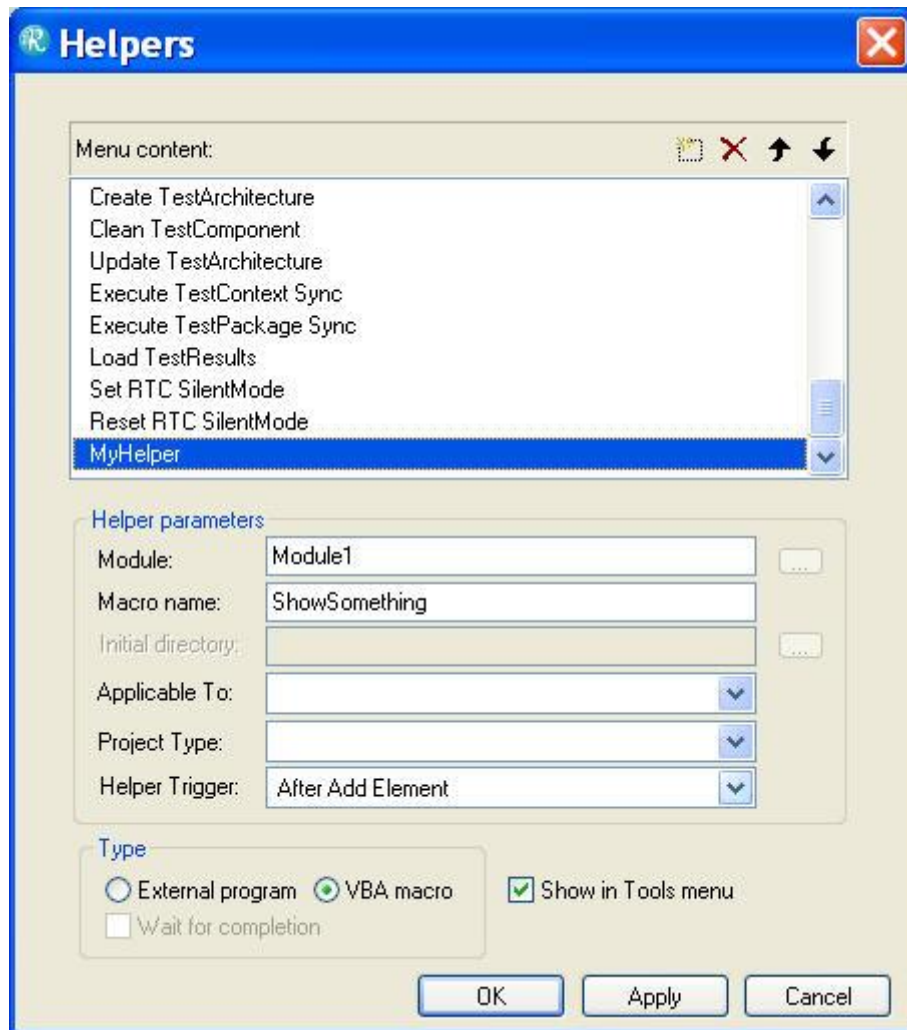 R Helpers
Menu content:
Create TestArchitecture
Clean TestComponent
Update TestArchitecture
Execute TestContext Sync
Execute TestPackage Sync
Load TestResults
Set RTC SilentMode
Reset RTC SilentMode
MyHelper
Helper parameters
Module: Module1 ...
Macro name: ShowSomething
Initial directory: ...
Applicable To:
Project Type:
Helper Trigger: After Add Element
Type
External program VBA macro Show in Tools menu
Wait for completion
OK Apply Cancel